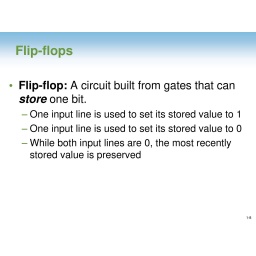 Flip-flops
• Flip-flop: A circuit built from gates that can
store one bit.
– One input line is used to set its stored value to 1
– One input line is used to set its stored value to 0
– While both input lines are 0, the most recently
stored value is preserved